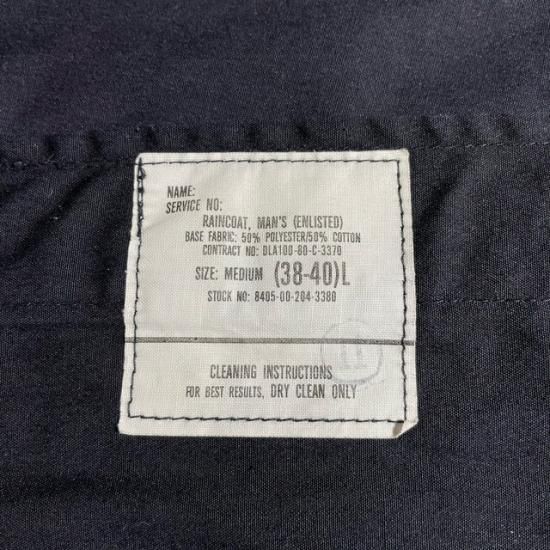 NAME:
SERVICE NO:
RAINCOAT, MAN'S (ENLISTED)
BASE FABRIC: 50% POLYESTER/50% COTTON
CONTRACT NO: DLA100-80-C-3370
SIZE: MEDIUM (38-40)L
STOCK NO: 8405-00-204-3380
11
CLEANING INSTRUCTIONS
FOR BEST RESULTS, DRY CLEAN ONLY